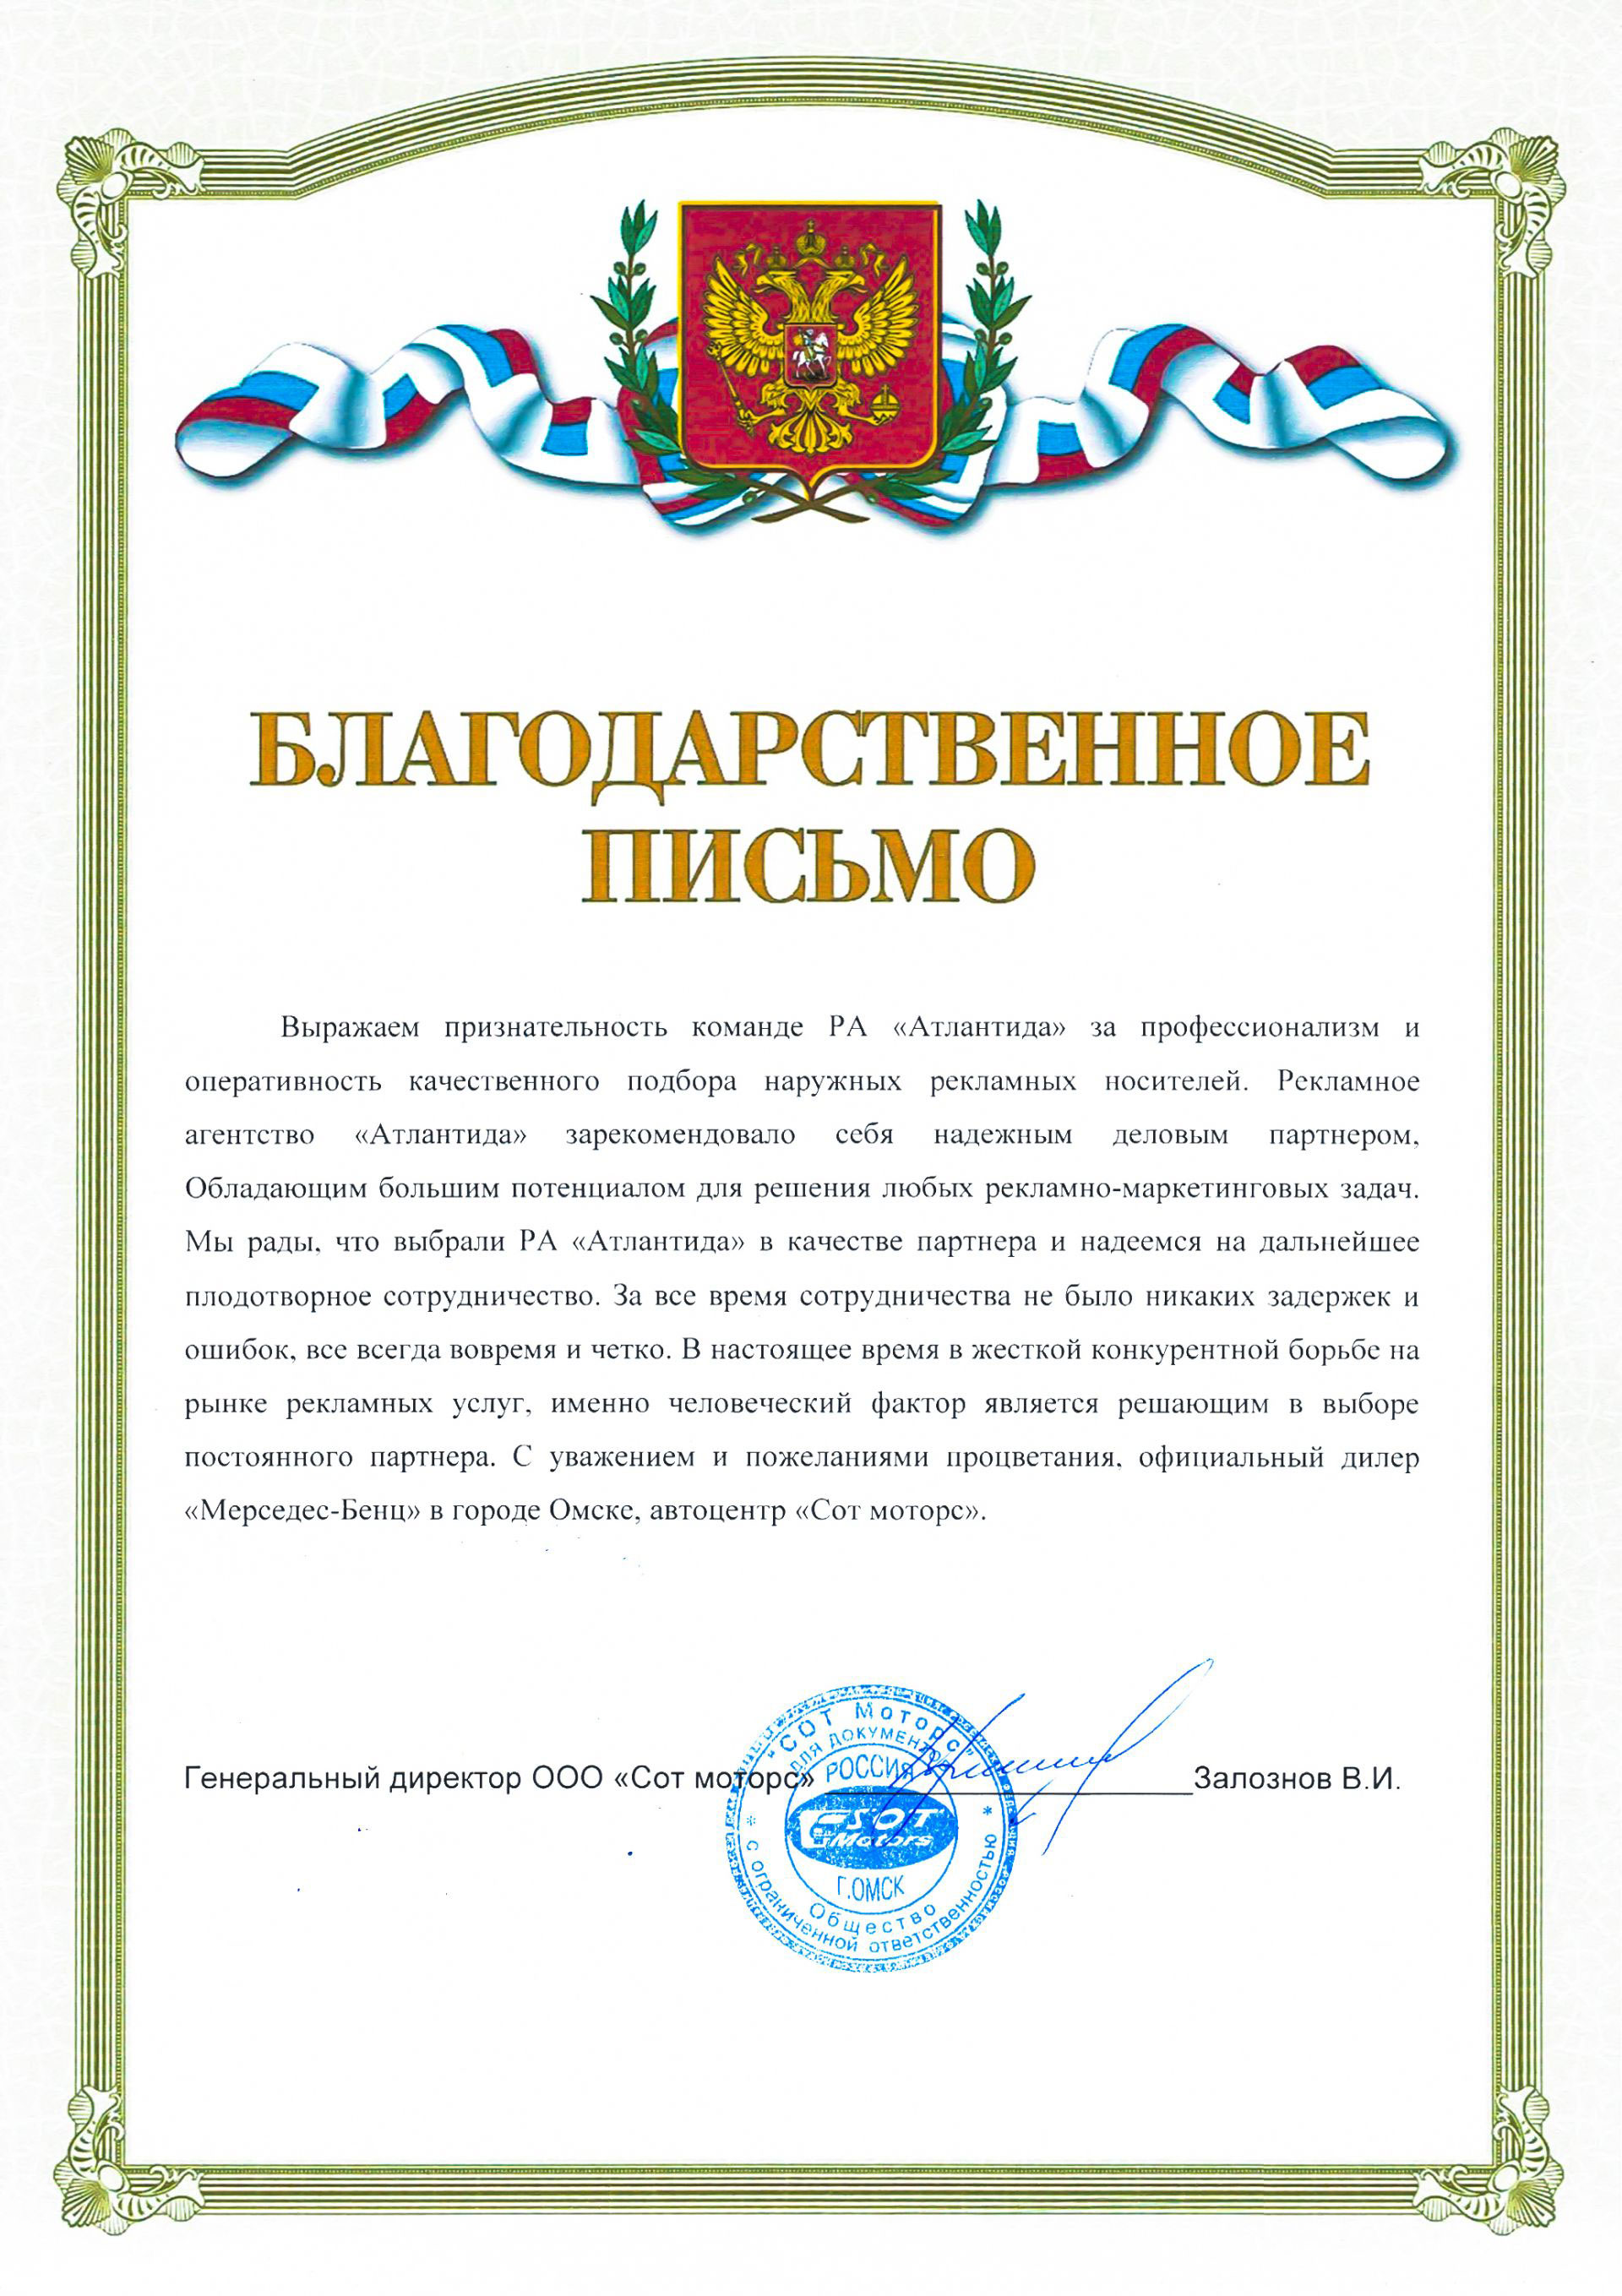 БЛАГОДАРСТВЕННОЕ
ПИСЬМО
Выражаем признательность команде РА «Атлантида» за профессионализм и
оперативность качественного подбора наружных рекламных носителей. Рекламное
агентство «Атлантида» зарекомендовало себя надежным деловым партнером,
Обладающим большим потенциалом для решения любых рекламно-маркетинговых задач.
Мы рады, что выбрали РА «Атлантида» в качестве партнера и надеемся на дальнейшее
плодотворное сотрудничество. За все время сотрудничества не было никаких задержек и
ошибок, все всегда вовремя и четко. В настоящее время в жесткой конкурентной борьбе на
рынке рекламных услуг, именно человеческий фактор является решающим в выборе
постоянного партнера. С уважением и пожеланиями процветания, официальный дилер
«Мерседес-Бенц» в городе Омске, автоцентр «Сот моторс».
Генеральный директор ООО «Сот моторс» Залознов В.И.
"СОТ Моторс"
ДЛЯ ДОКУМЕНТОВ
РОССИЯ
SOT
Motors
Г.ОМСК
Общество
* с ограниченной ответственностью *